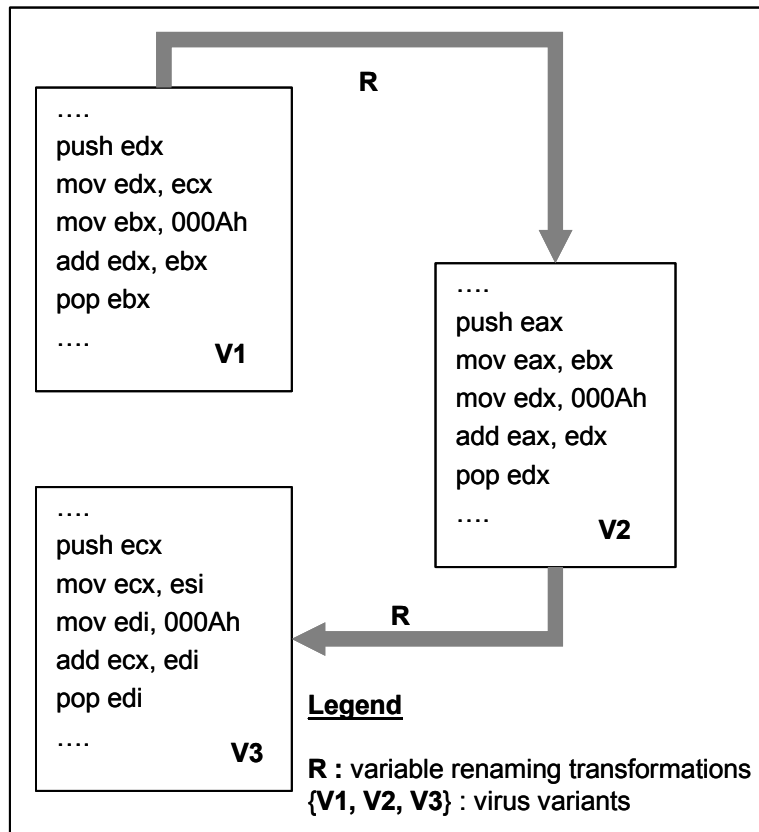 R
....
push edx
mov edx, ecx
mov ebx, 000Ah
add edx, ebx
pop ebx
....
V1
....
push eax
mov eax, ebx
mov edx, 000Ah
add eax, edx
pop edx
....
V2
....
push ecx
mov ecx, esi
mov edi, 000Ah
add ecx, edi
pop edi
....
V3
R
Legend
R : variable renaming transformations
{V1, V2, V3} : virus variants